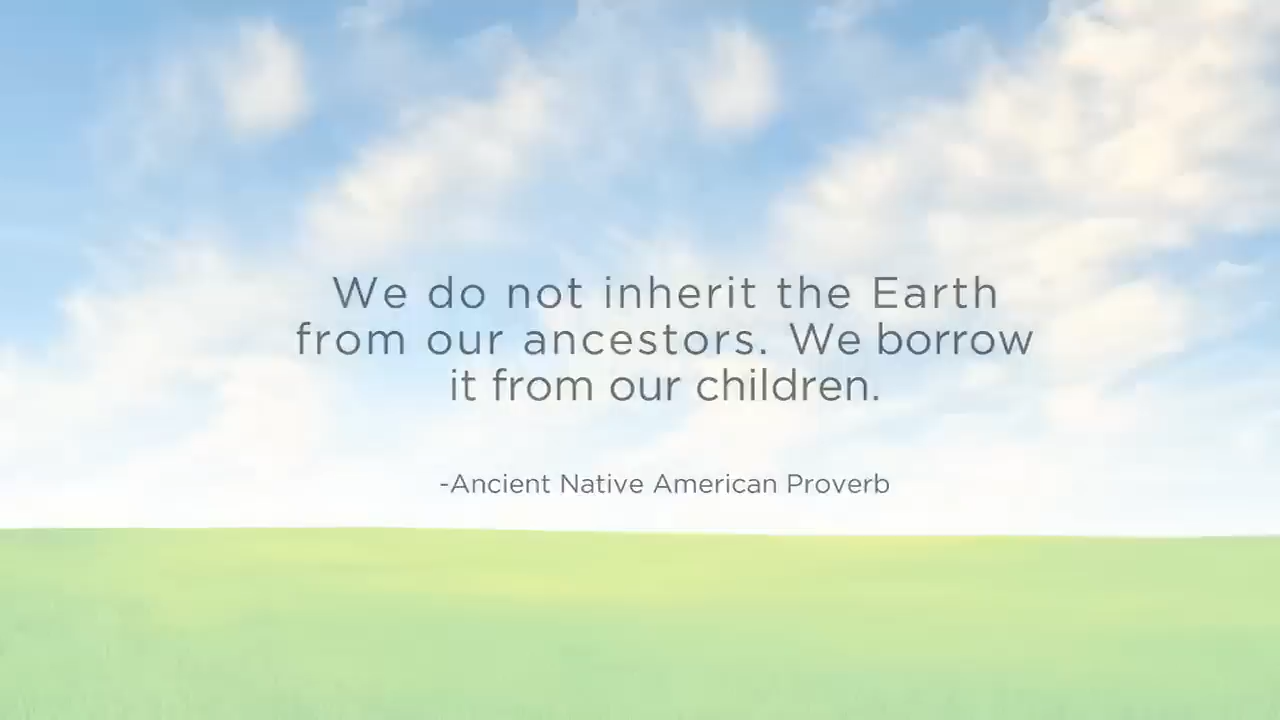 We do not inherit the Earth
from our ancestors. We borrow
it from our children.
-Ancient Native American Proverb